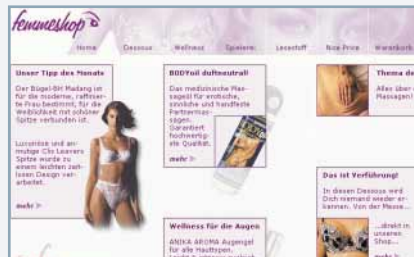 femmeshop
Home Dessous Wellness Spielerei Lesestoff Nice Price Warenkorb
Unser Tipp des Monats
Der Bügel-BH Madang ist
für die moderne, raffinier-
te Frau bestimmt, für die
Weiblichkeit mit schöner
Spitze verbunden ist.
Luxuriöse und an-
mutige Clis Leavers
Spitze wurde zu
einem leichten zeit-
losen Design ver-
arbeitet.
mehr >
BODYoil duftneutral!
Das medizinische Mas-
sageöl für erotische,
sinnliche und handfeste
Partnermas-
sagen.
Garantiert
hochwertig-
ste Qualität.
mehr >
Wellness für die Augen
ANIKA AROMA Augengel
für alle Hauttypen.
Thema de
Alles über
Massagen!
Das ist Verführung!
In diesen Dessous wird
Dich niemand wieder er-
kennen. Von der Messe...
...direkt in
unseren
Shop...
mehr >